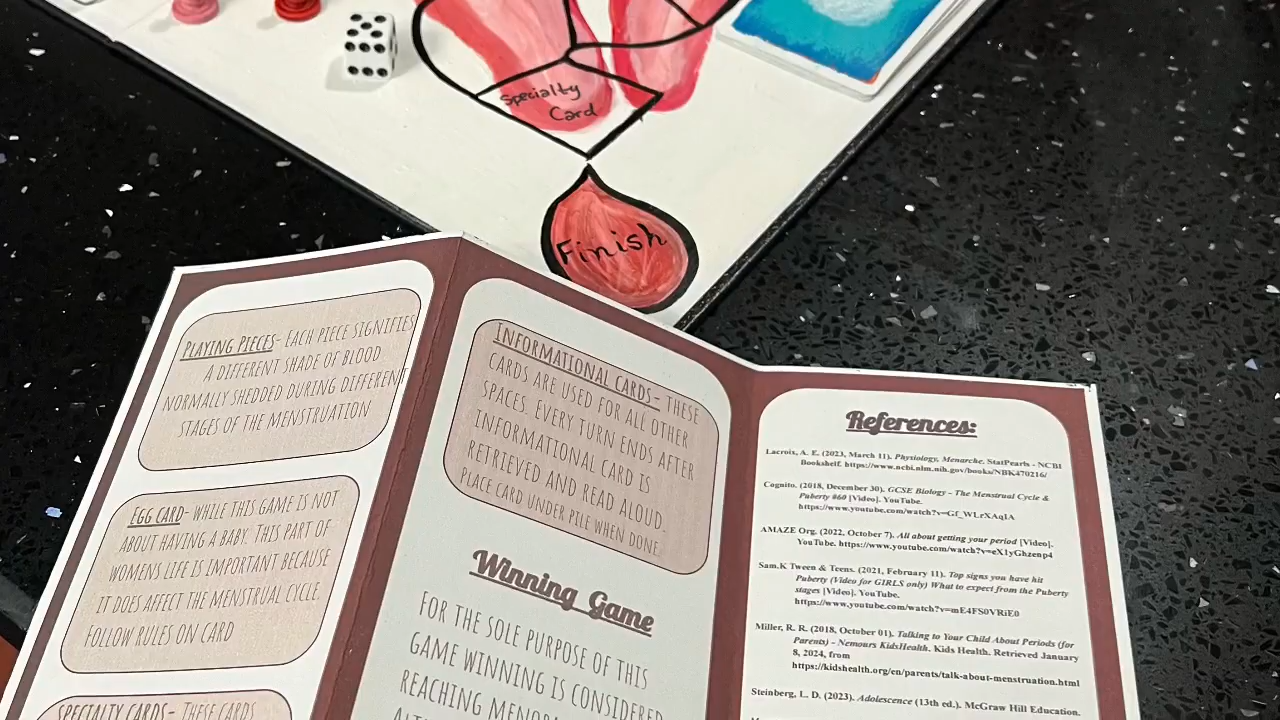 Specialty
Card
Finish
PLAYING PIECES- EACH PIECE SIGNIFIES
A DIFFERENT SHADE OF BLOOD
NORMALLY SHEDDED DURING DIFFERENT
STAGES OF THE MENSTRUATION
EGG CARD- WHILE THIS GAME IS NOT
ABOUT HAVING A BABY. THIS PART OF
WOMENS LIFE IS IMPORTANT BECAUSE
IT DOES AFFECT THE MENSTRUAL CYCLE.
FOLLOW RULES ON CARD
SPECIALTY CARDS- THESE CARDS
INFORMATIONAL CARDS- THESE
CARDS ARE USED FOR ALL OTHER
SPACES. EVERY TURN ENDS AFTER
INFORMATIONAL CARD IS
RETRIEVED AND READ ALOUD.
PLACE CARD UNDER PILE WHEN DONE.
Winning Game
FOR THE SOLE PURPOSE OF THIS
GAME WINNING IS CONSIDERED
REACHING
References:
Lacroix, A. E. (2023, March 11). Physiology, Menarche. StatPearls - NCBI
Bookshelf. https://www.ncbi.nlm.nih.gov/books/NBK470216/
Cognito. (2018, December 30). GCSE Biology - The Menstrual Cycle &
Puberty #60 [Video]. YouTube.
https://www.youtube.com/watch?v=Gf_WLrXAqIA
AMAZE Org. (2022, October 7). All about getting your period [Video].
YouTube. https://www.youtube.com/watch?v=eX1yGhzenp4
Sam.K Tween & Teens. (2021, February 11). Top signs you have hit
Puberty (Video for GIRLS only) What to expect from the Puberty
stages [Video]. YouTube.
https://www.youtube.com/watch?v=mE4FS0VRiE0
Miller, R. R. (2018, October 01). Talking to Your Child About Periods (for
Parents) - Nemours KidsHealth. Kids Health. Retrieved January
8, 2024, from
https://kidshealth.org/en/parents/talk-about-menstruation.html
Steinberg, L. D. (2023). Adolescence (13th ed.). McGraw Hill Education.